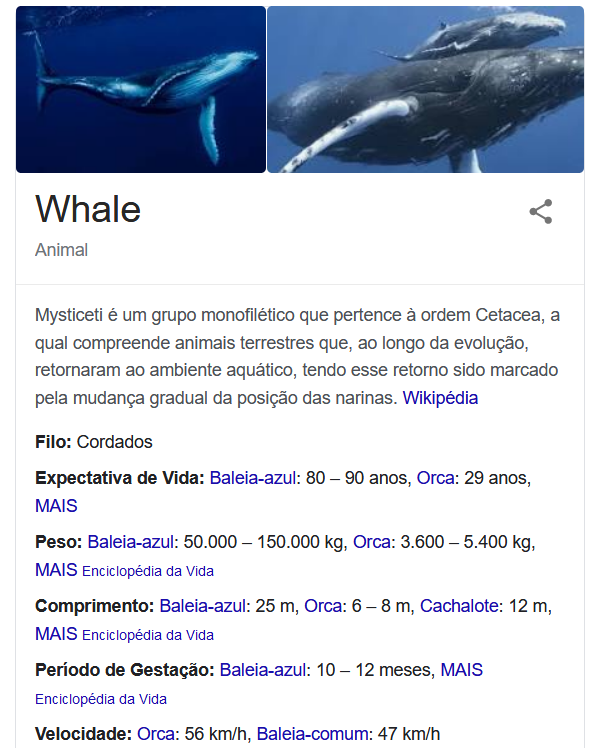 Whale
Animal
Mysticeti é um grupo monofilético que pertence à ordem Cetacea, a
qual compreende animais terrestres que, ao longo da evolução,
retornaram ao ambiente aquático, tendo esse retorno sido marcado
pela mudança gradual da posição das narinas. Wikipédia
Filo: Cordados
Expectativa de Vida: Baleia-azul: 80 – 90 anos, Orca: 29 anos,
MAIS
Peso: Baleia-azul: 50.000 – 150.000 kg, Orca: 3.600 – 5.400 kg,
MAIS Enciclopédia da Vida
Comprimento: Baleia-azul: 25 m, Orca: 6 – 8 m, Cachalote: 12 m,
MAIS Enciclopédia da Vida
Período de Gestação: Baleia-azul: 10 – 12 meses, MAIS
Enciclopédia da Vida
Velocidade: Orca: 56 km/h, Baleia-comum: 47 km/h